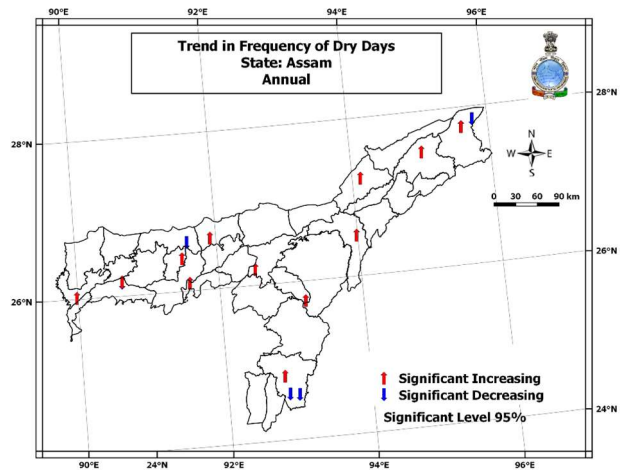 90°E 92°E 94°E 96°E
Trend in Frequency of Dry Days
State: Assam
Annual
28°N
28°N
N
W E
S
0 30 60 90 km
26°N
26°N
Significant Increasing
Significant Decreasing
Significant Level 95%
24°N
90°E 24°N 92°E 94°E 96°E